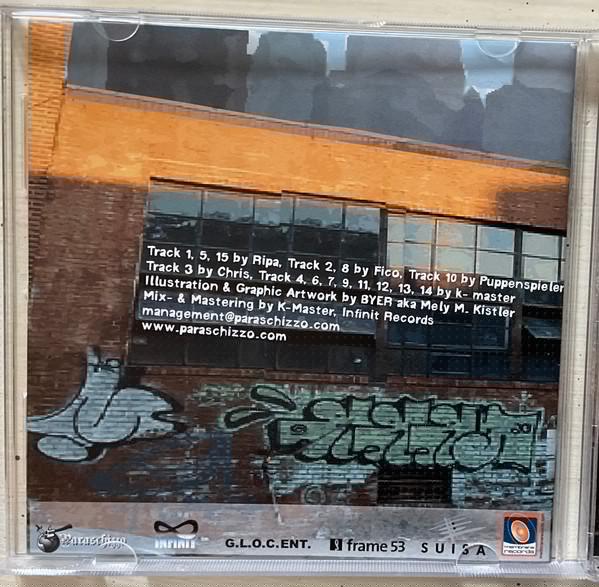 Track 1, 5, 15 by Ripa, Track 2, 8 by Fico, Track 10 by Puppenspieler
Track 3 by Chris, Track 4, 6, 7, 9, 11, 12, 13, 14 by k- master
Illustration & Graphic Artwork by BYER aka Mely M. Kistler
Mix- & Mastering by K-Master, Infinit Records
management@paraschizzo.com
www.paraschizzo.com
Paraschizzo
INFINIT
G.L.O.C.ENT.
frame 53
SUISA
membran
records